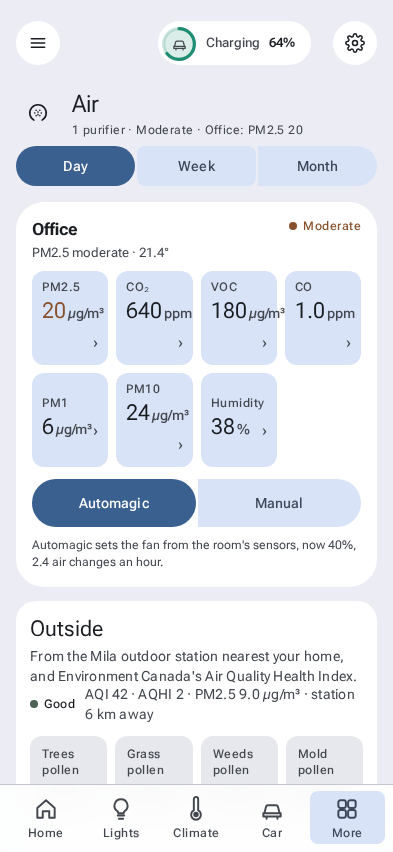 Charging 64%
Air
1 purifier · Moderate · Office: PM2.5 20
Day Week Month
Office
Moderate
PM2.5 moderate · 21.4°
PM2.5 CO₂ VOC CO
20 µg/m³ 640 ppm 180 µg/m³ 1.0 ppm
› › › ›
PM1 PM10 Humidity
6 µg/m³ › 24 µg/m³ › 38 % ›
Automagic Manual
Automagic sets the fan from the room's sensors, now 40%,
2.4 air changes an hour.
Outside
From the Mila outdoor station nearest your home,
and Environment Canada's Air Quality Health Index.
Good
AQI 42 · AQHI 2 · PM2.5 9.0 µg/m³ · station
6 km away
Trees Grass Weeds Mold
pollen pollen pollen pollen
Home Lights Climate Car More